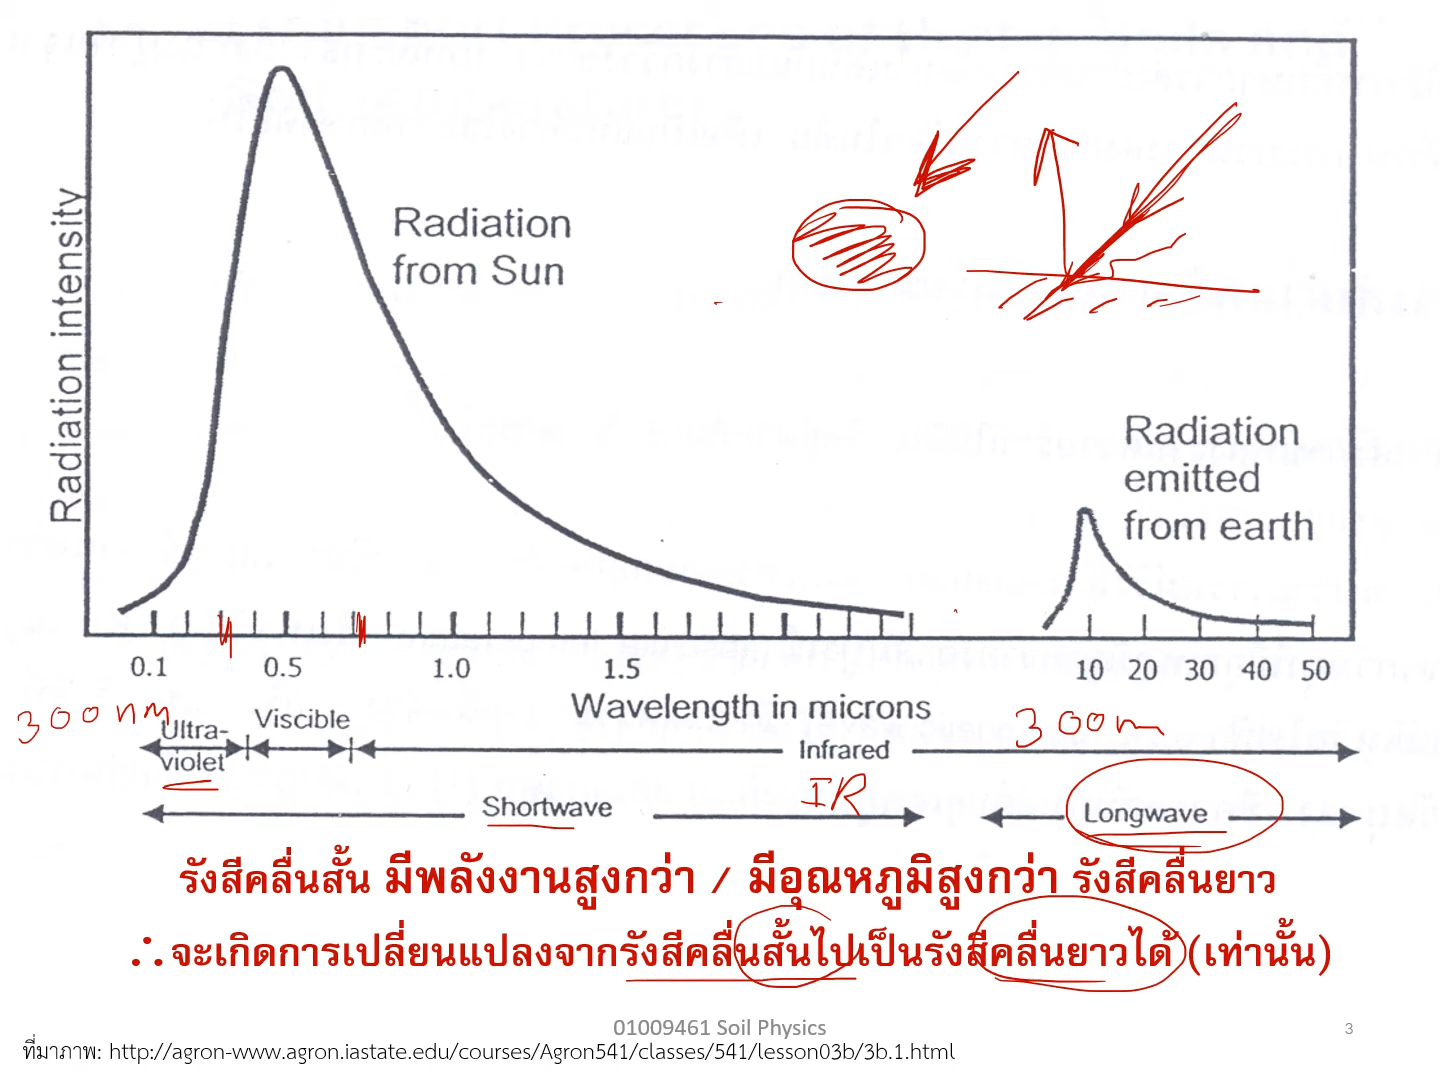 Radiation intensity
Radiation
from Sun
Radiation
emitted
from earth
0.1 0.5 1.0 1.5 10 20 30 40 50
Wavelength in microns
300 nm
300m
Ultra-
violet
Viscible
Infrared
IR
Shortwave
Longwave
รังสีคลื่นสั้น มีพลังงานสูงกว่า / มีอุณหภูมิสูงกว่า รังสีคลื่นยาว
∴ จะเกิดการเปลี่ยนแปลงจากรังสีคลื่นสั้นไปเป็นรังสีคลื่นยาวได้ (เท่านั้น)
01009461 Soil Physics
3
ที่มาภาพ: http://agron-www.agron.iastate.edu/courses/Agron541/classes/541/lesson03b/3b.1.html